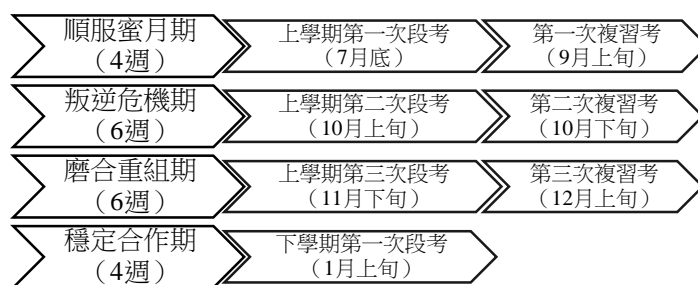 順服蜜月期
（4週）
上學期第一次段考
（7月底）
第一次複習考
（9月上旬）
叛逆危機期
（6週）
上學期第二次段考
（10月上旬）
第二次複習考
（10月下旬）
磨合重組期
（6週）
上學期第三次段考
（11月下旬）
第三次複習考
（12月上旬）
穩定合作期
（4週）
下學期第一次段考
（1月上旬）